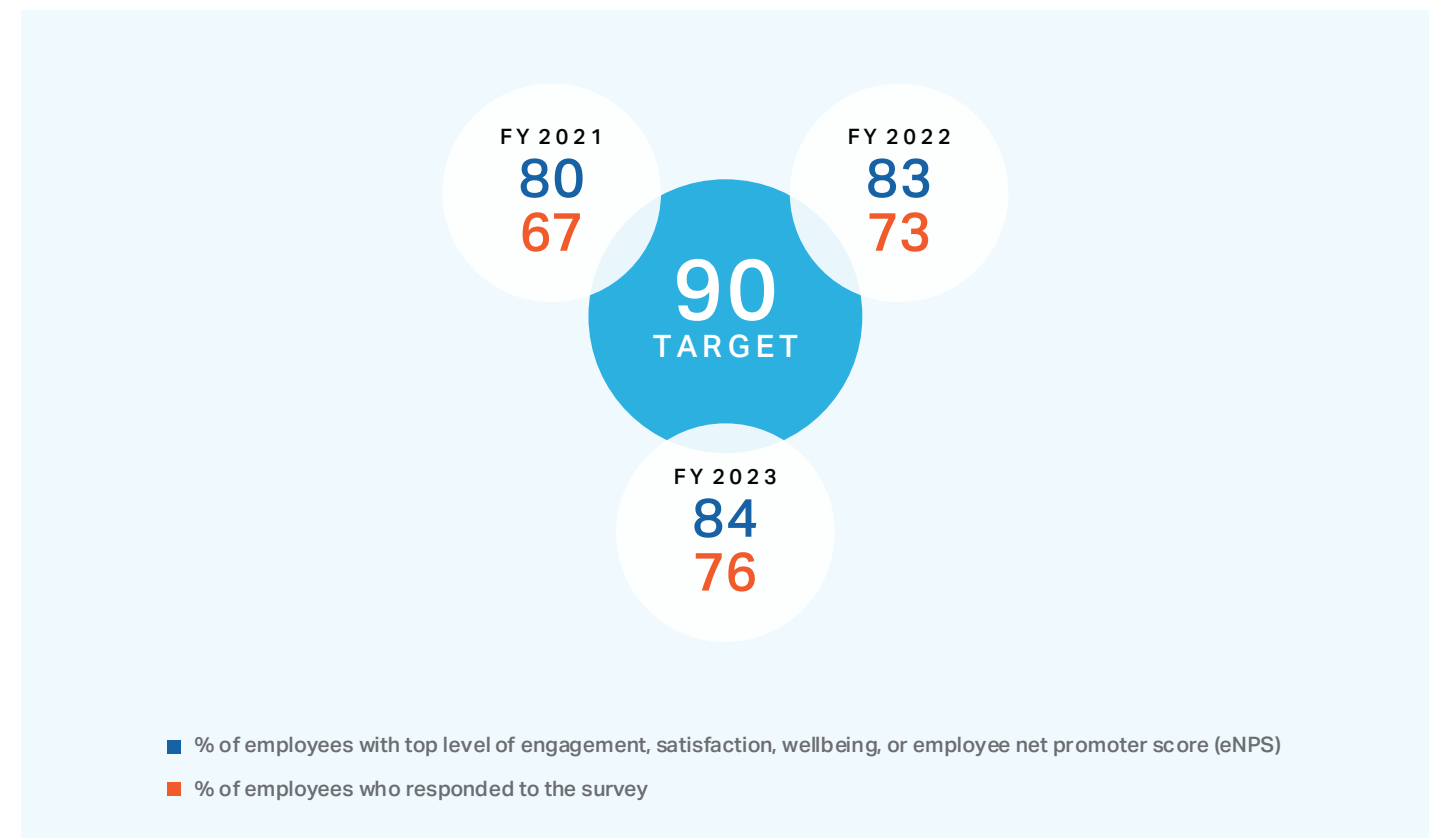 FY 2021
80
67
FY 2022
83
73
90
TARGET
FY 2023
84
76
% of employees with top level of engagement, satisfaction, wellbeing, or employee net promoter score (eNPS)
% of employees who responded to the survey